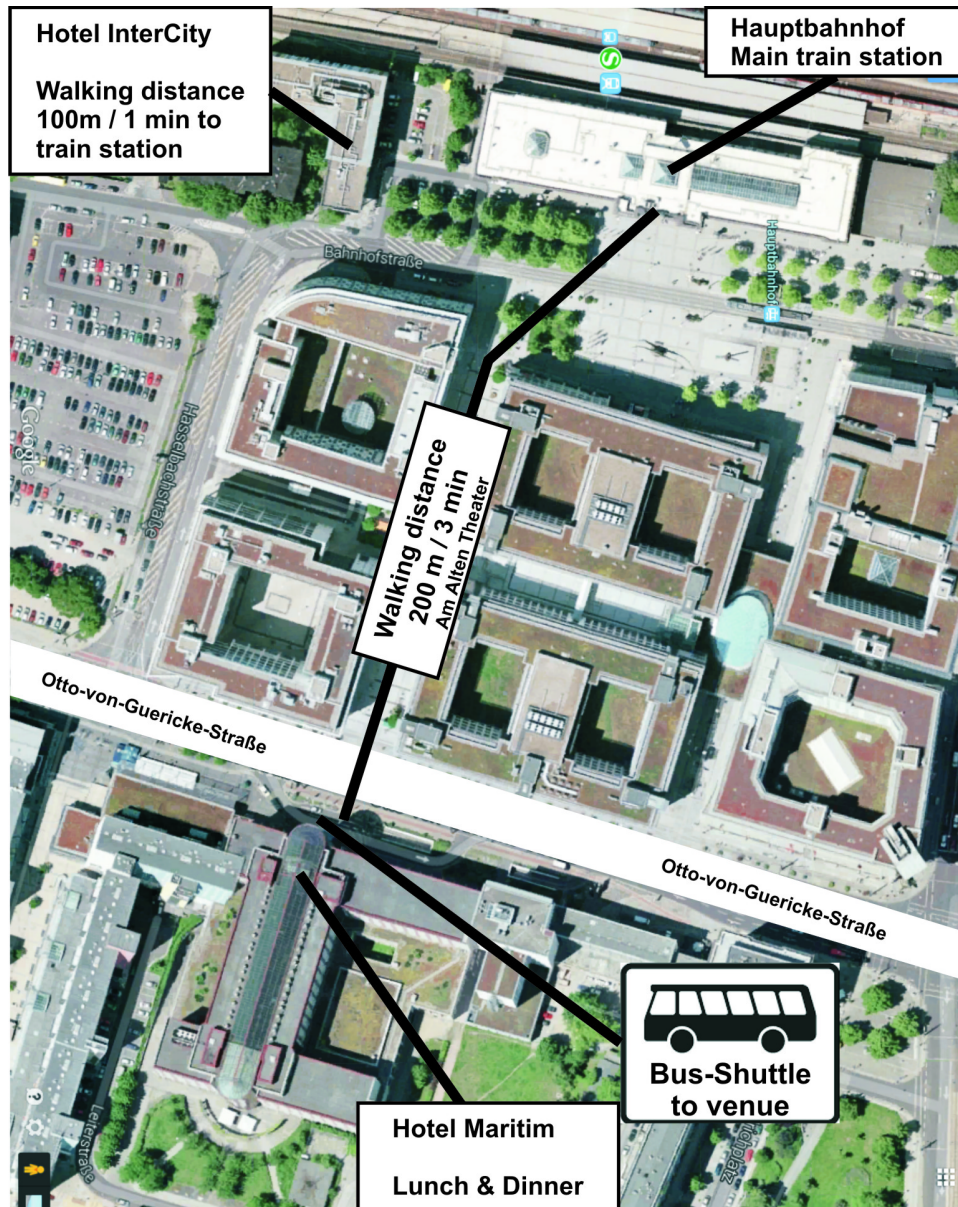 Hotel InterCity
Walking distance
100m / 1 min to
train station
Hauptbahnhof
Main train station
S
Bahnhofstraße
Hauptbahnhof
Hasselbachstraße
Google
Walking distance
200 m / 3 min
Am Alten Theater
Otto-von-Guericke-Straße
Otto-von-Guericke-Straße
Bus-Shuttle
to venue
Hotel Maritim
Lunch & Dinner
Leiterstraße
?